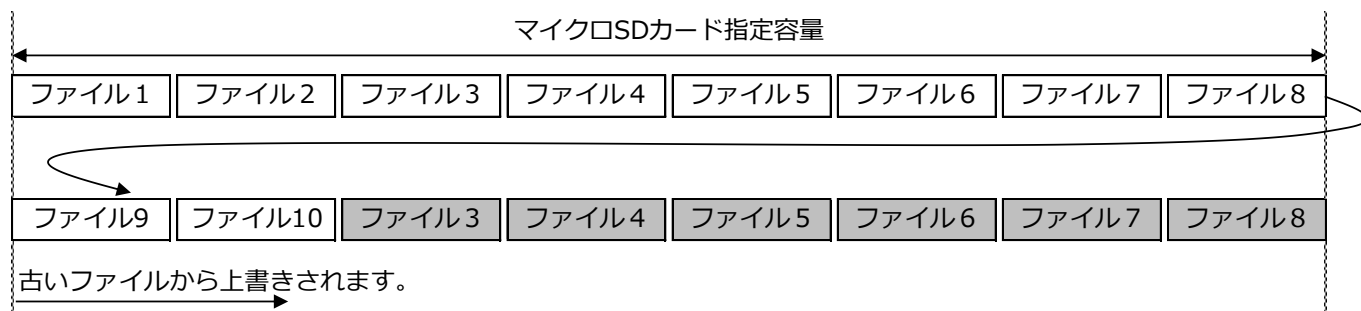 マイクロSDカード指定容量
ファイル1 ファイル2 ファイル3 ファイル4 ファイル5 ファイル6 ファイル7 ファイル8
ファイル9 ファイル10 ファイル3 ファイル4 ファイル5 ファイル6 ファイル7 ファイル8
古いファイルから上書きされます。